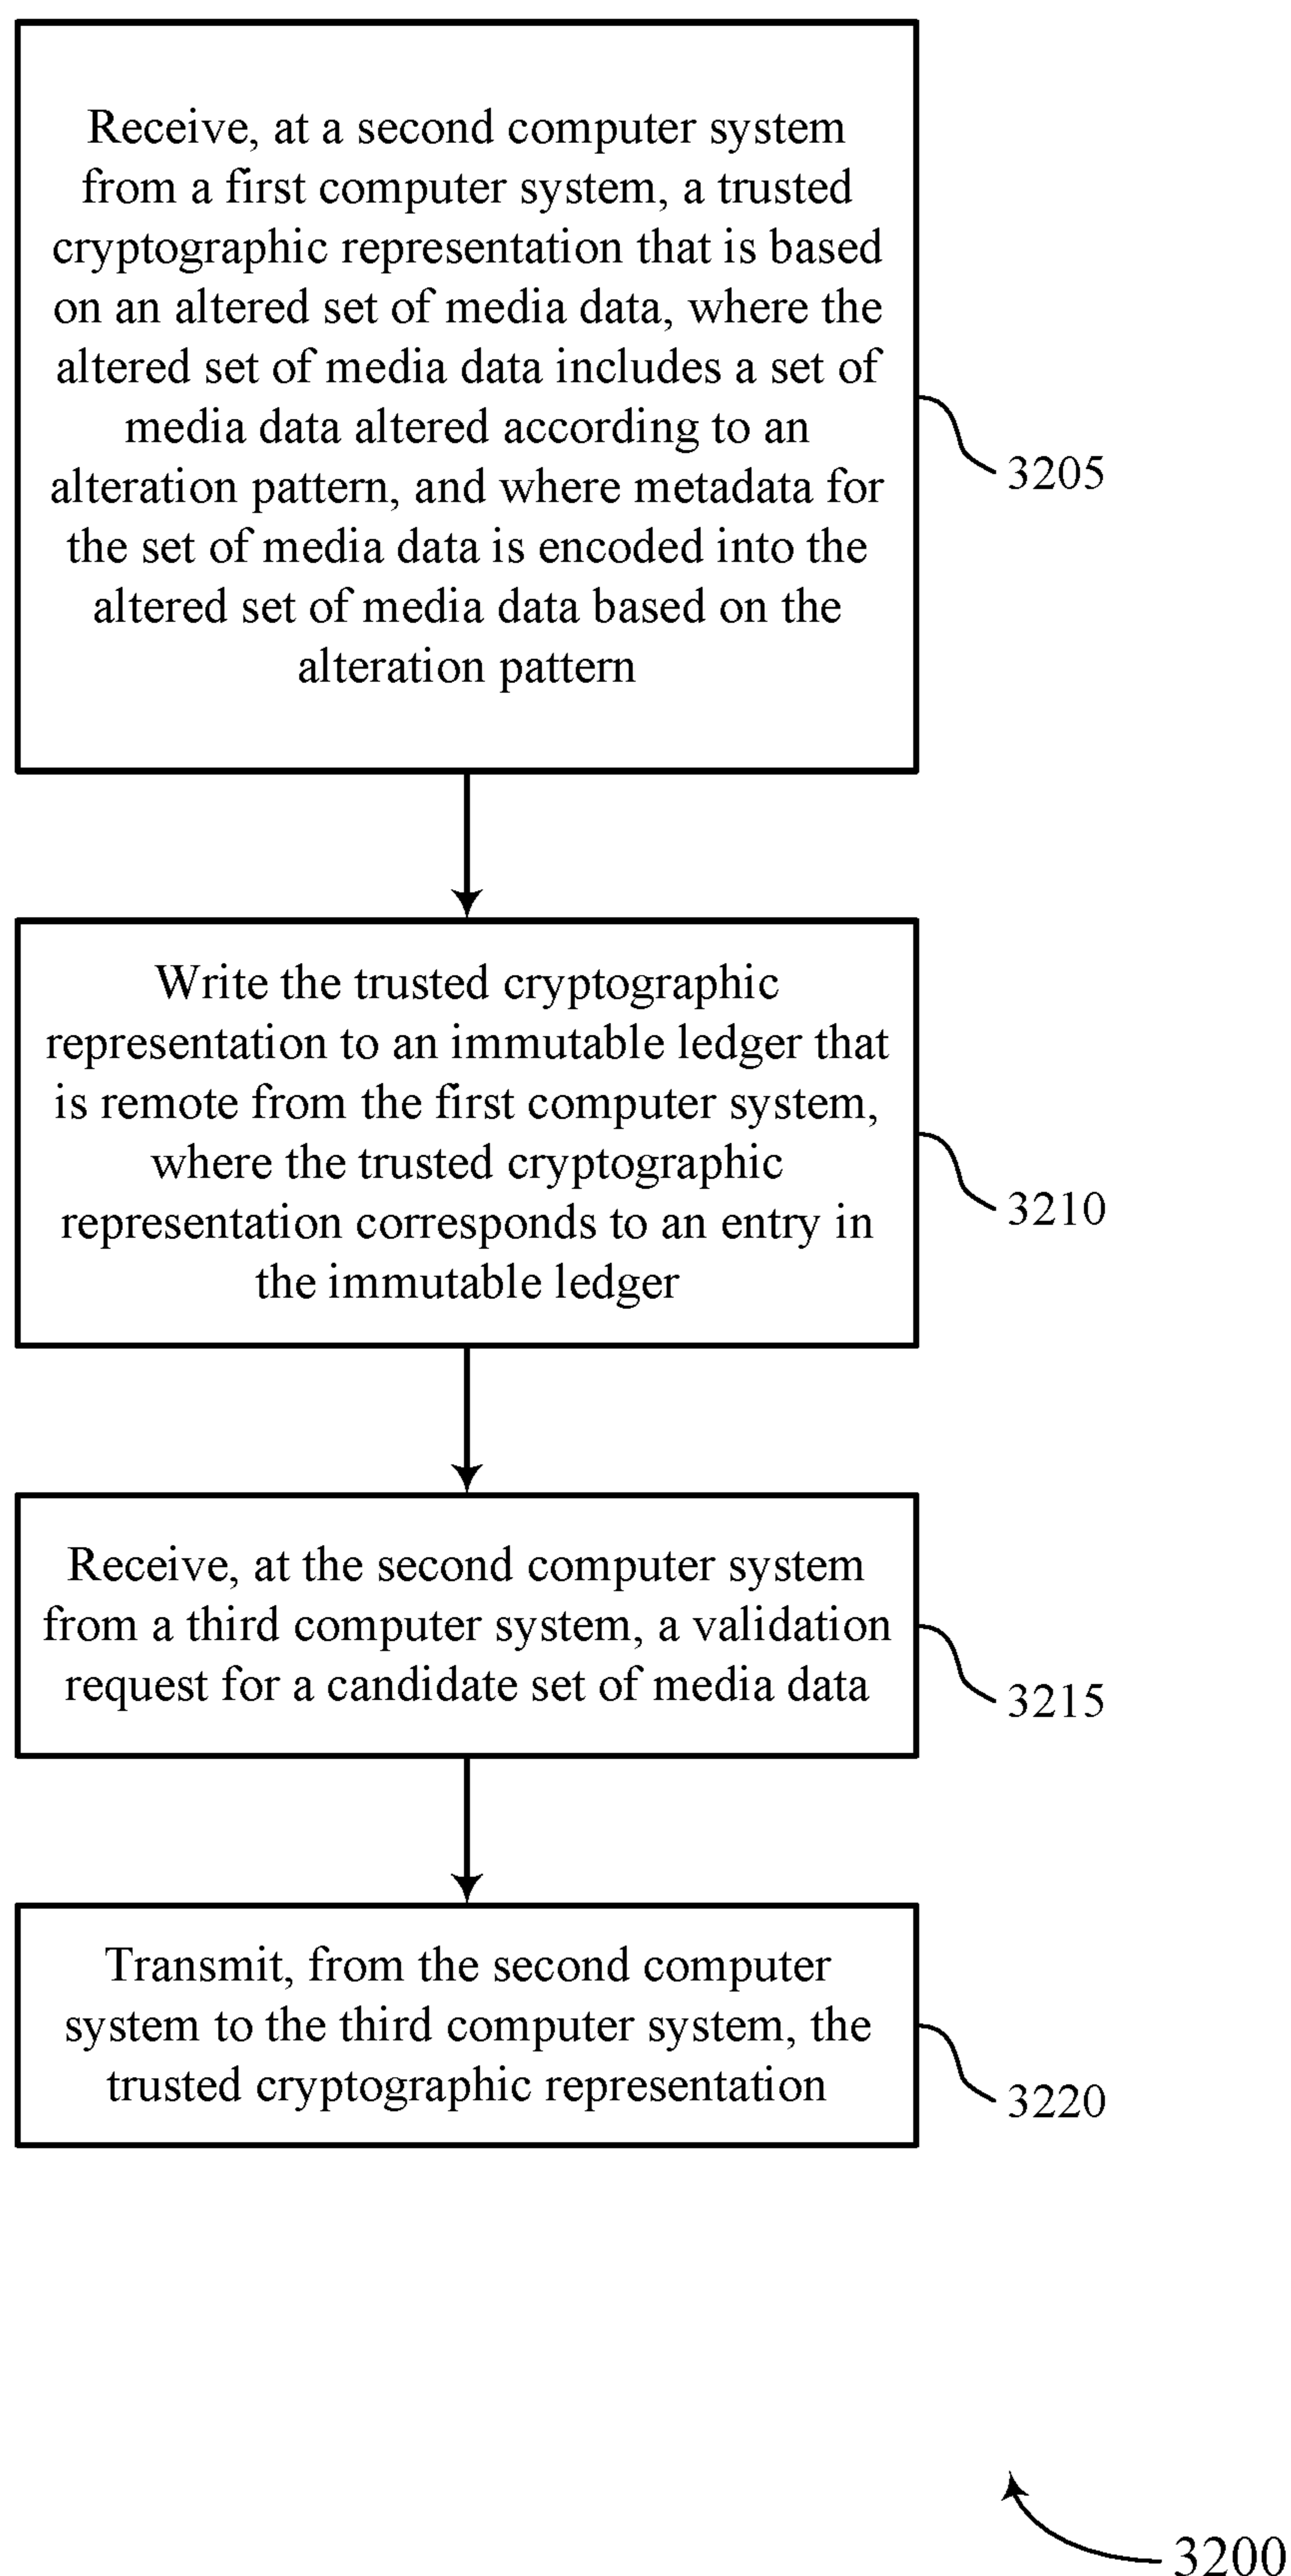 Receive, at a second computer system
from a first computer system, a trusted
cryptographic representation that is based
on an altered set of media data, where the
altered set of media data includes a set of
media data altered according to an
alteration pattern, and where metadata for
the set of media data is encoded into the
altered set of media data based on the
alteration pattern
3205
Write the trusted cryptographic
representation to an immutable ledger that
is remote from the first computer system,
where the trusted cryptographic
representation corresponds to an entry in
the immutable ledger
3210
Receive, at the second computer system
from a third computer system, a validation
request for a candidate set of media data
3215
Transmit, from the second computer
system to the third computer system, the
trusted cryptographic representation
3220
3200